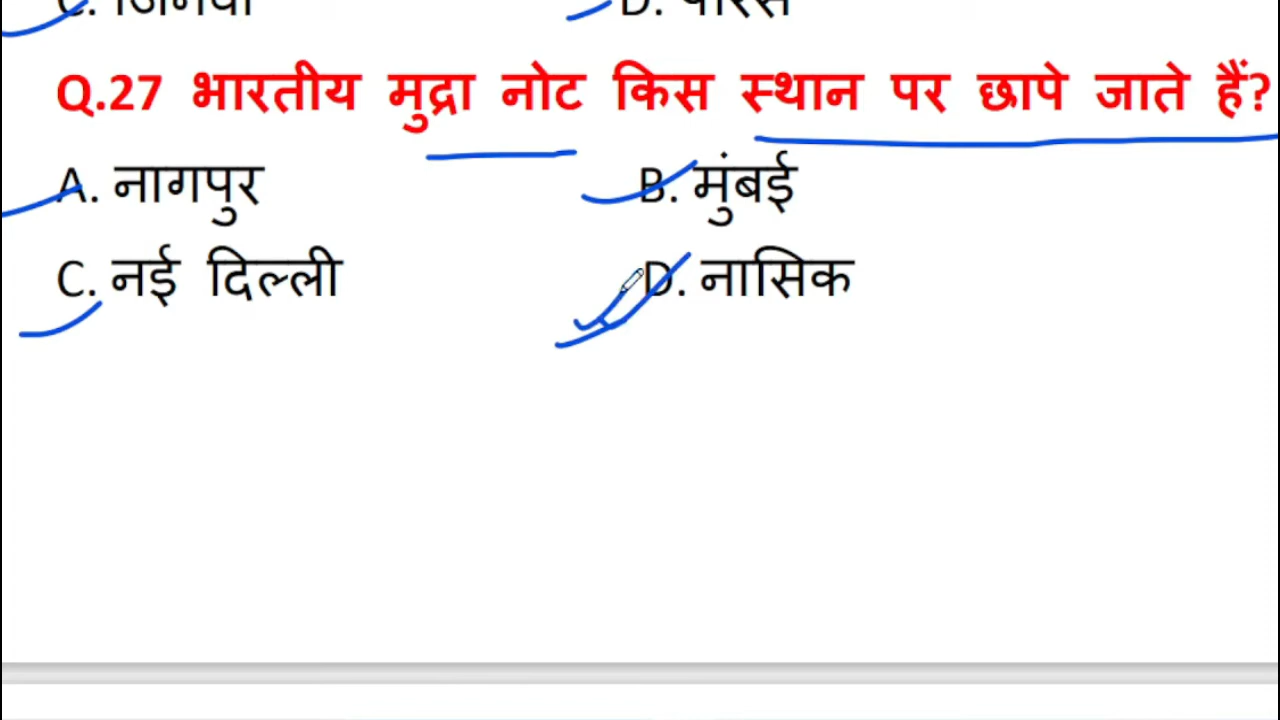 C. जिनेवा D. पेरिस
Q.27 भारतीय मुद्रा नोट किस स्थान पर छापे जाते हैं?
A. नागपुर B. मुंबई
C. नई दिल्ली D. नासिक